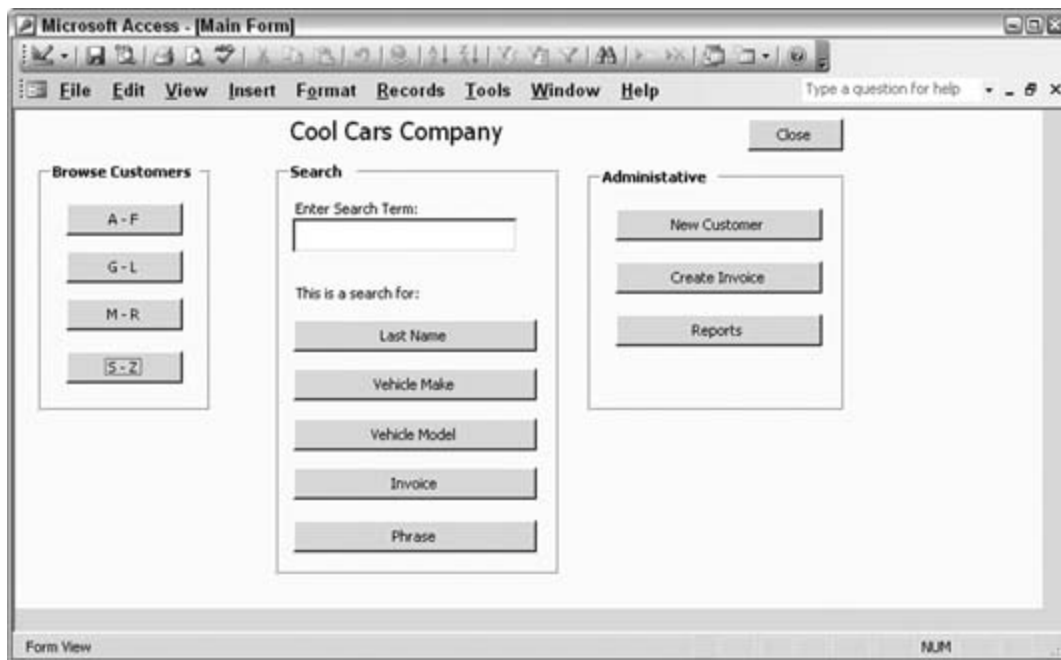 Microsoft Access - [Main Form]
File Edit View Insert Format Records Tools Window Help
Type a question for help
Cool Cars Company
Close
Browse Customers
A - F
G - L
M - R
S - Z
Search
Enter Search Term:
This is a search for:
Last Name
Vehicle Make
Vehicle Model
Invoice
Phrase
Administative
New Customer
Create Invoice
Reports
Form View
NUM